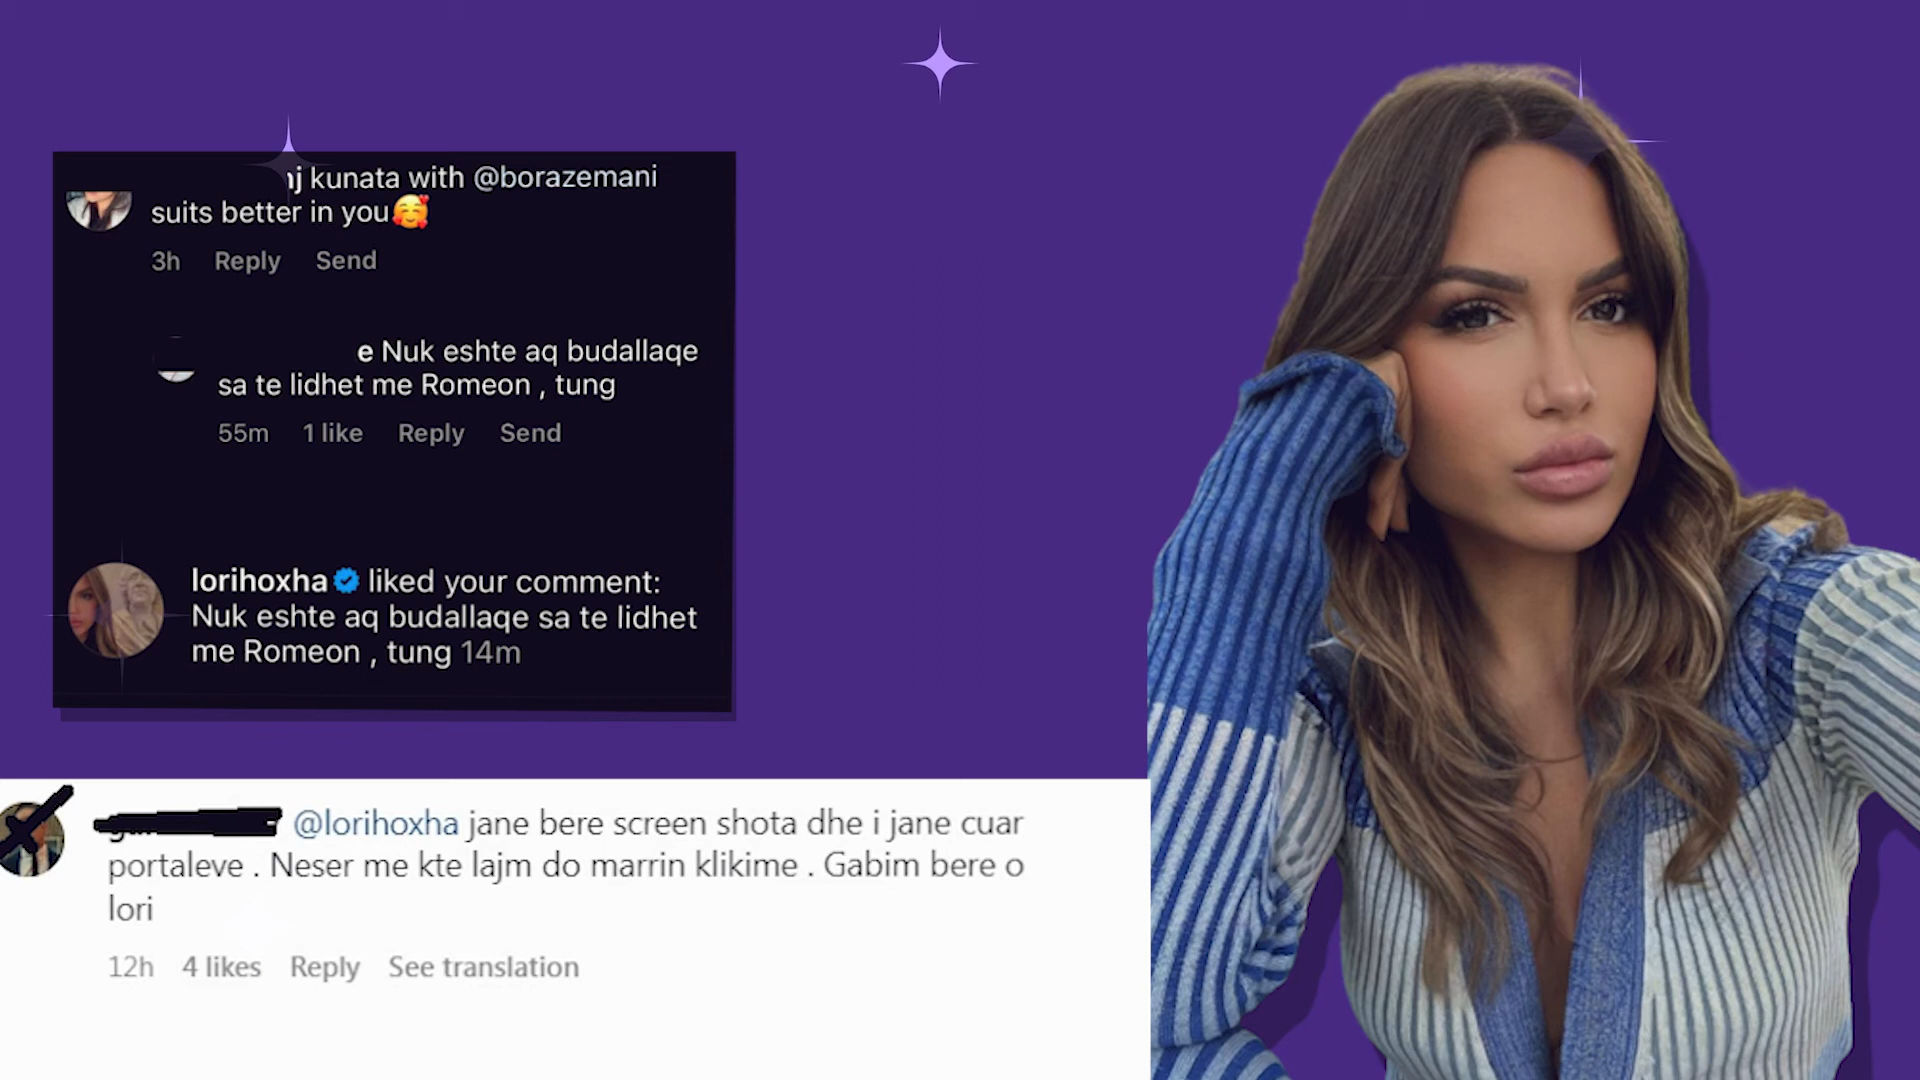 kunata with @borazemani
suits better in you🥰
3h Reply Send
e Nuk eshte aq budallaqe
sa te lidhet me Romeon , tung
55m 1 like Reply Send
lorihoxha liked your comment:
Nuk eshte aq budallaqe sa te lidhet
me Romeon , tung 14m
@lorihoxha jane bere screen shota dhe i jane cuar
portaleve . Neser me kte lajm do marrin klikime . Gabim bere o
lori
12h 4 likes Reply See translation